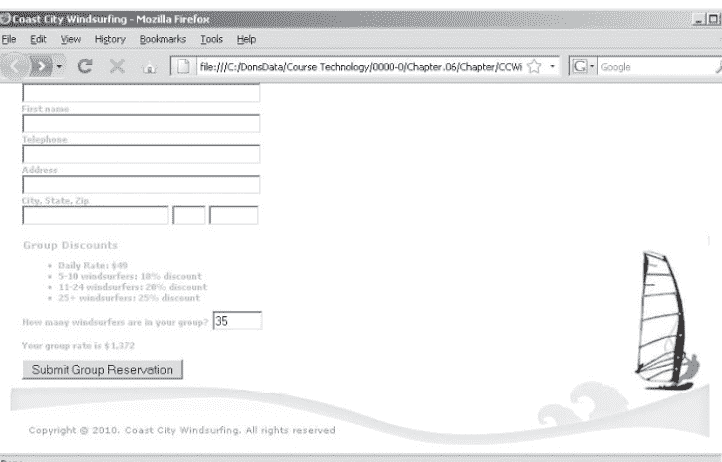 Coast City Windsurfing - Mozilla Firefox
File Edit View History Bookmarks Tools Help
file:///C:/DonsData/Course Technology/0000-0/Chapter.06/Chapter/CCWi
G Google
First name
Telephone
Address
City, State, Zip
Group Discounts
• Daily Rate: $49
• 5-10 windsurfers: 10% discount
• 11-24 windsurfers: 20% discount
• 25+ windsurfers: 25% discount
How many windsurfers are in your group? 35
Your group rate is $1,372
Submit Group Reservation
Copyright © 2010. Coast City Windsurfing. All rights reserved